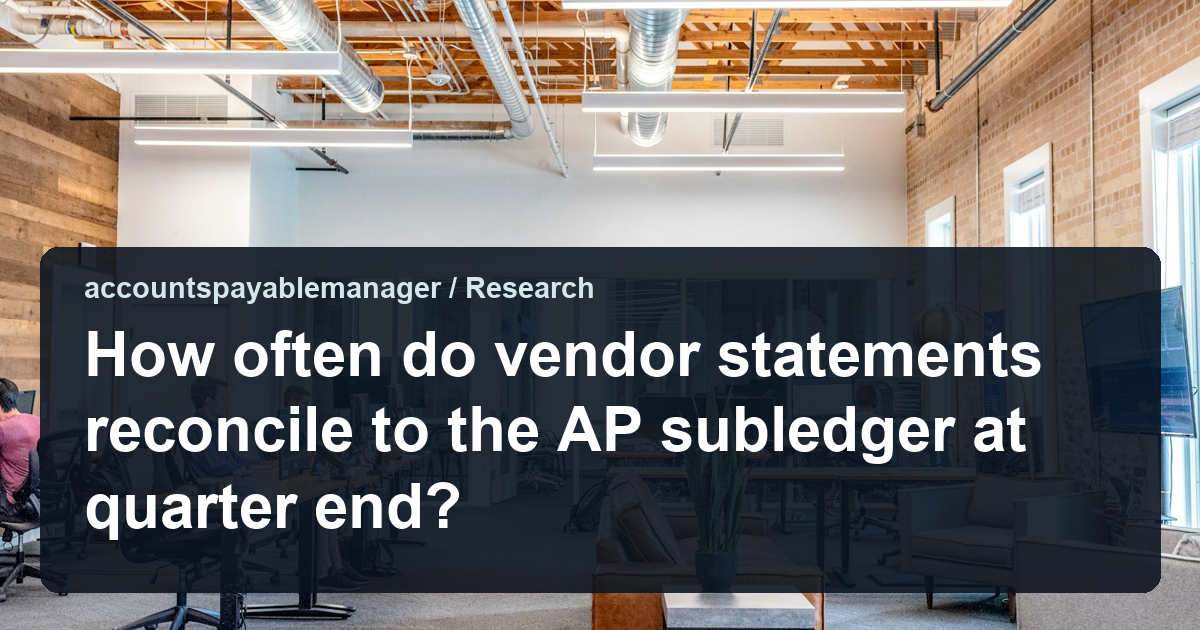 accountspayablemanager / Research
How often do vendor statements
reconcile to the AP subledger at
quarter end?